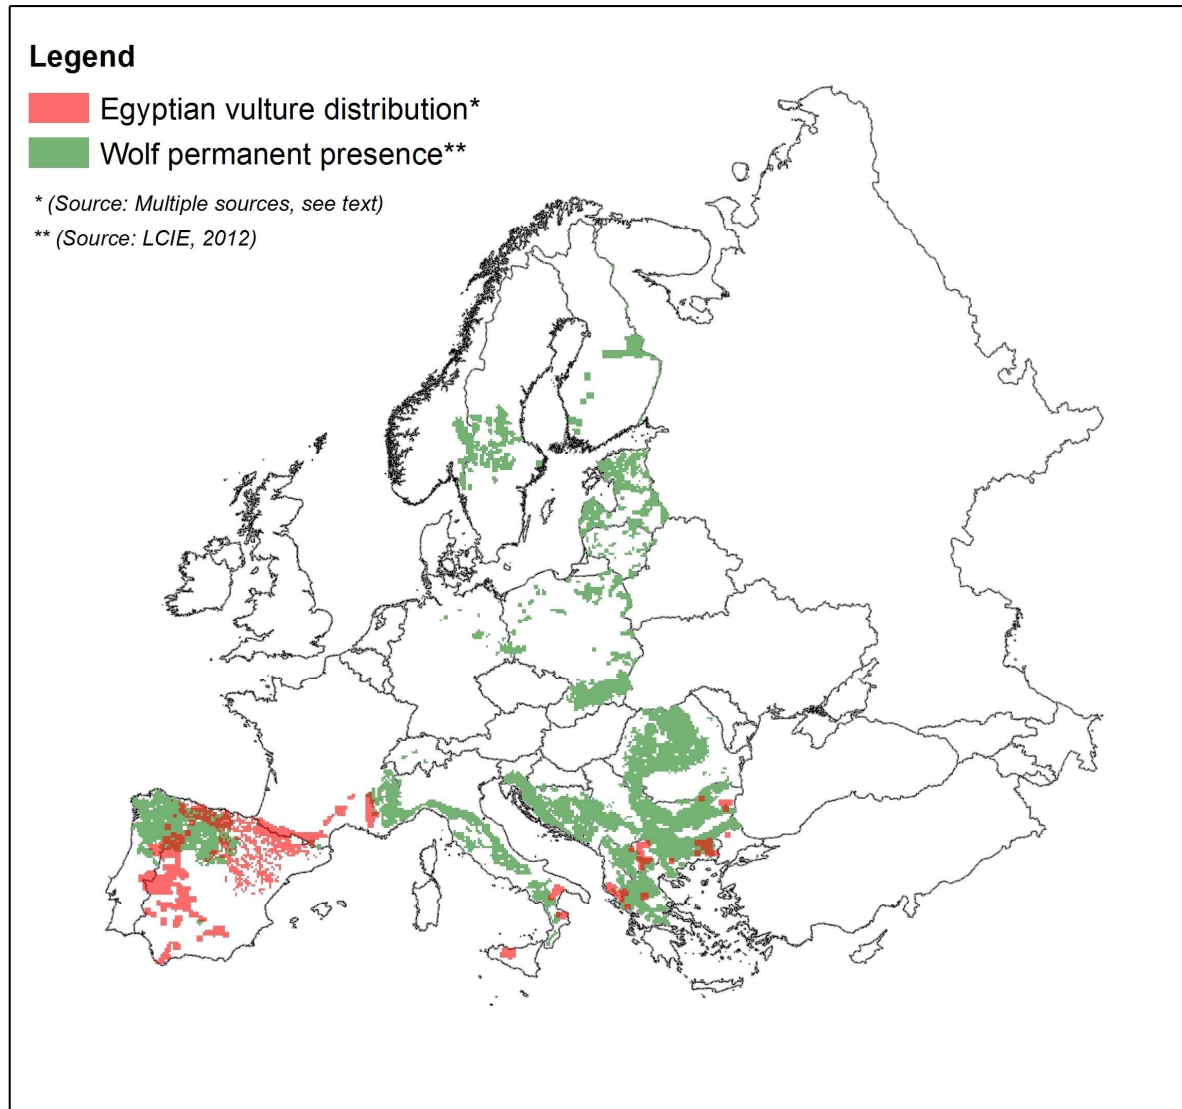 Legend
Egyptian vulture distribution*
Wolf permanent presence**
* (Source: Multiple sources, see text)
** (Source: LCIE, 2012)